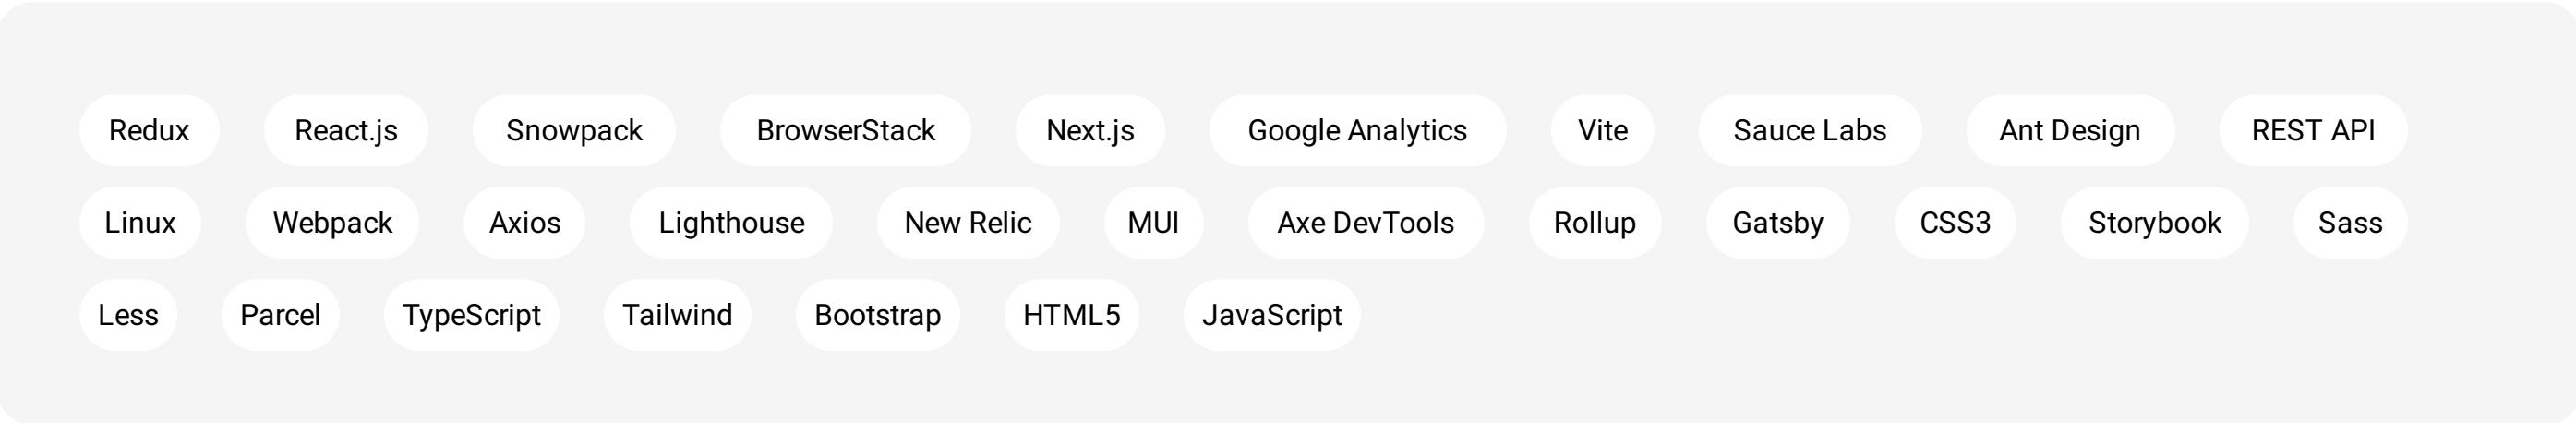 Redux React.js Snowpack BrowserStack Next.js Google Analytics Vite Sauce Labs Ant Design REST API
Linux Webpack Axios Lighthouse New Relic MUI Axe DevTools Rollup Gatsby CSS3 Storybook Sass
Less Parcel TypeScript Tailwind Bootstrap HTML5 JavaScript